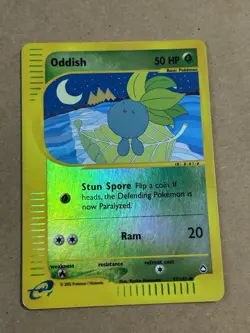 Oddish 50 HP
Basic Pokémon
Stun Spore Flip a coin. If
heads, the Defending Pokémon is
now Paralyzed.
Ram 20
weakness resistance retreat cost
e